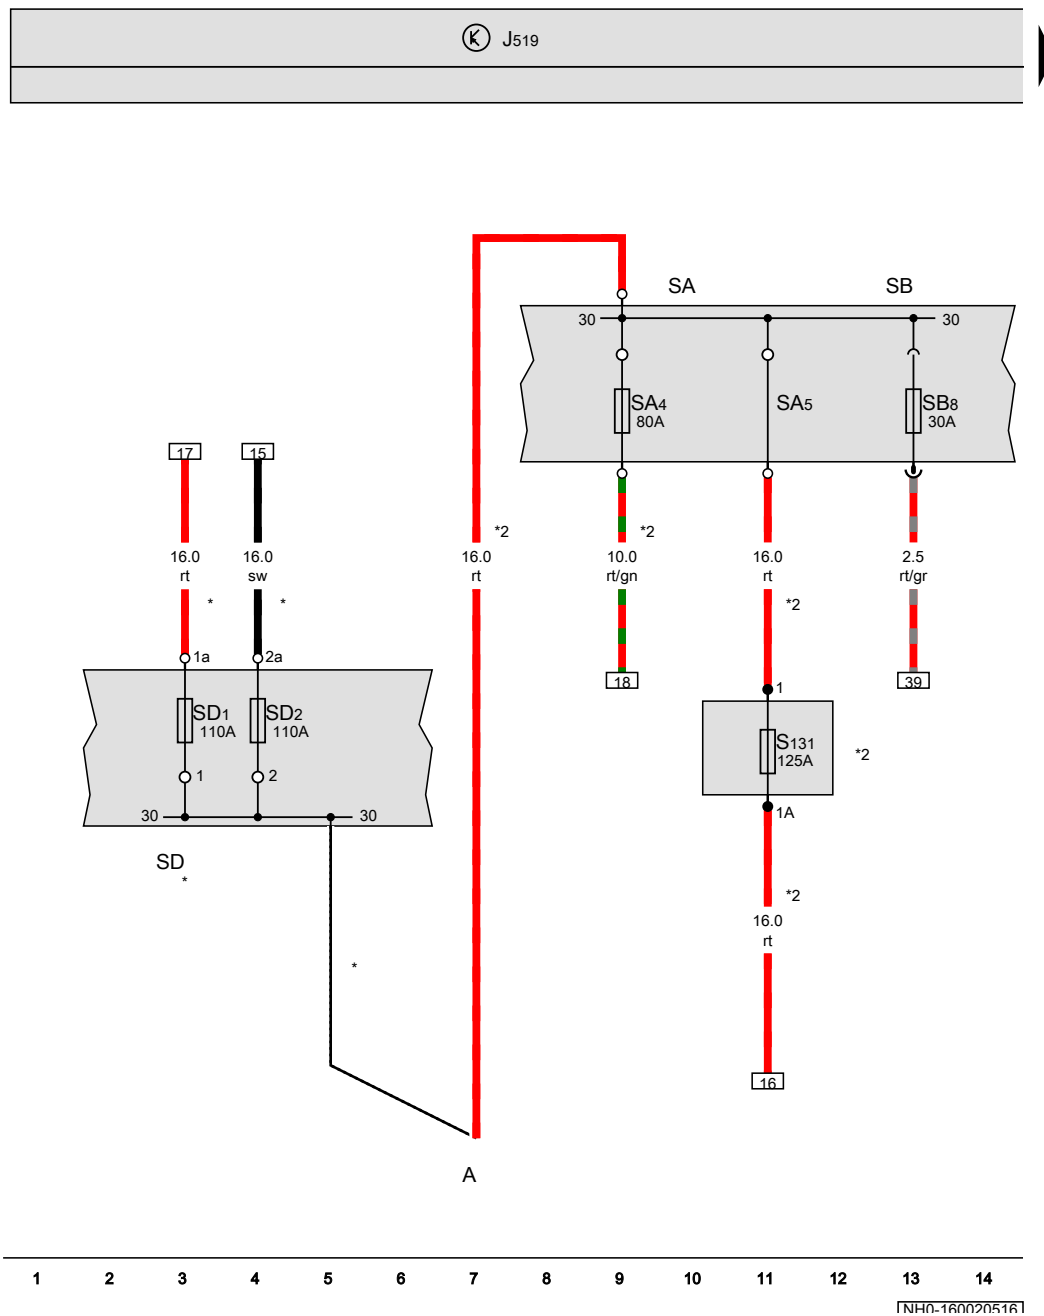 J519
SA SB
30 30
SA4 SA5 SB8
80A 30A
17 15
*2 *2
16.0 16.0 16.0 10.0 16.0 2.5
rt sw rt rt/gn rt rt/gr
* * *2
1a 2a
18 39
1
SD1 SD2
110A 110A
S131
125A *2
1 2
30 30
1A
SD
*
*2
16.0
rt
*
16
A
1 2 3 4 5 6 7 8 9 10 11 12 13 14
NH0-160020516